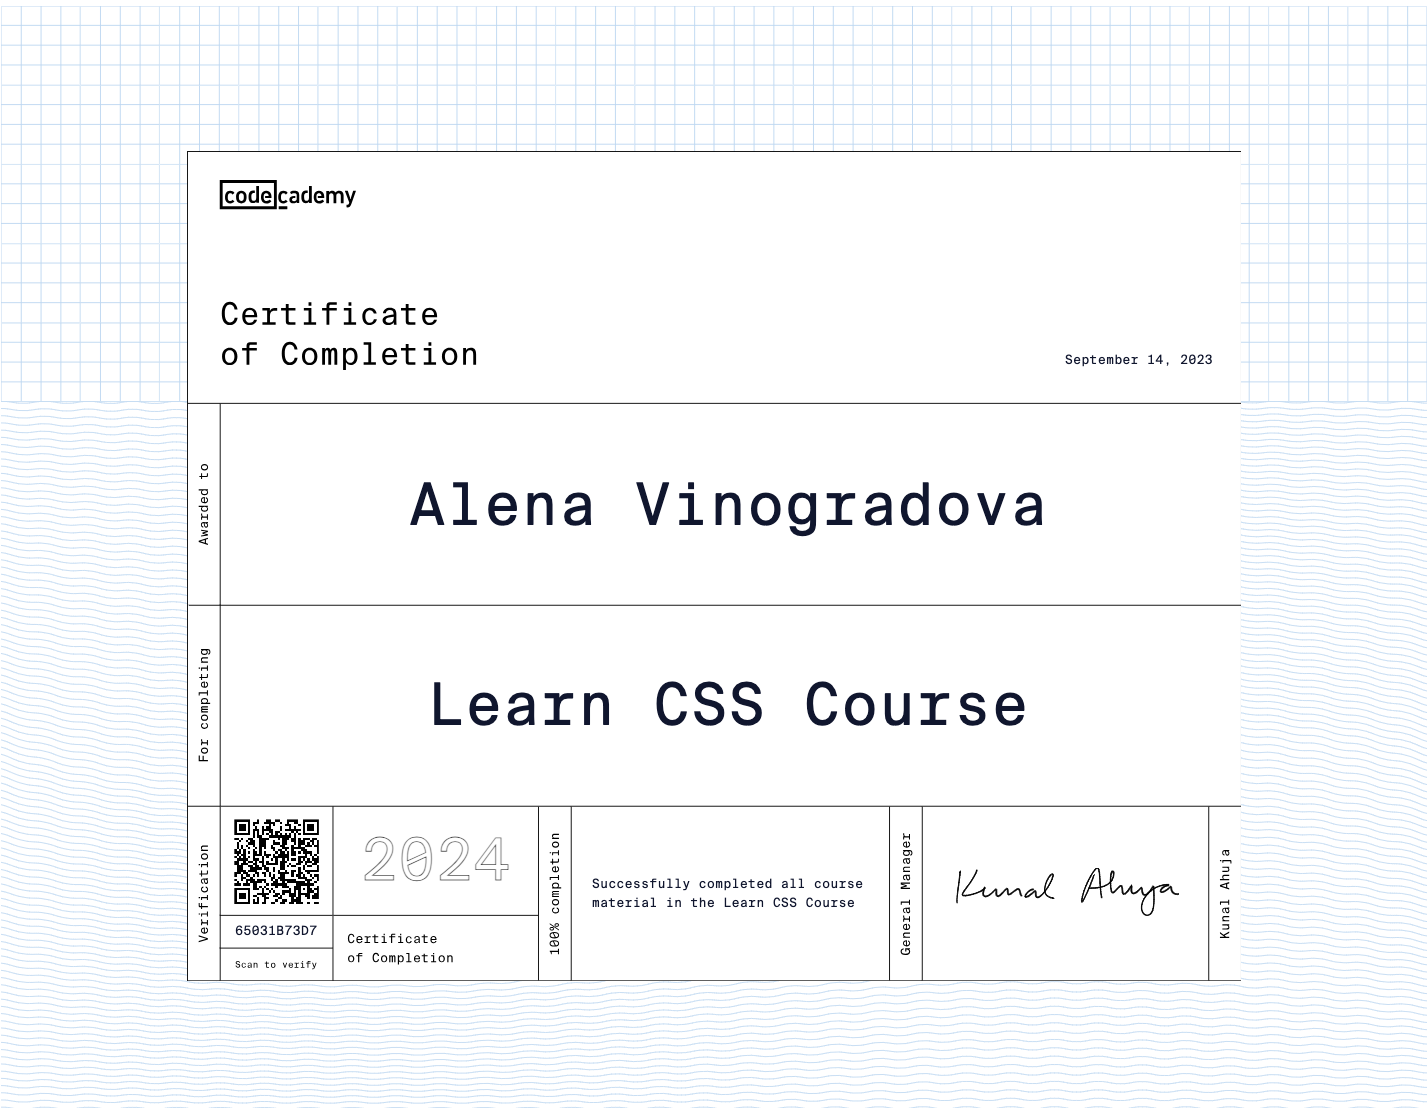 codecademy
Certificate
of Completion
September 14, 2023
Awarded to
Alena Vinogradova
For completing
Learn CSS Course
Verification
65031B73D7
Scan to verify
2024
Certificate
of Completion
100% completion
Successfully completed all course
material in the Learn CSS Course
General Manager
Kunal Ahuja
Kunal Ahuja